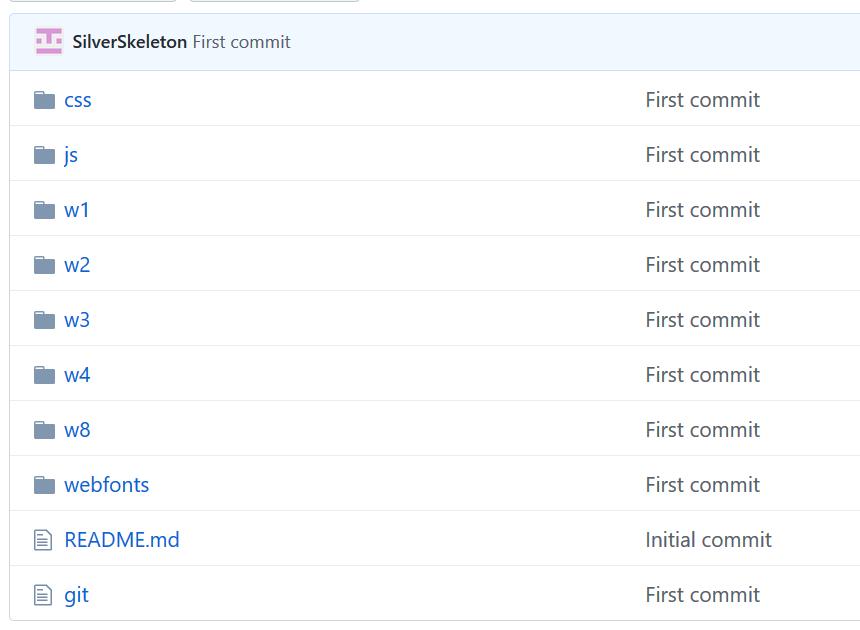 SilverSkeleton First commit
css First commit
js First commit
w1 First commit
w2 First commit
w3 First commit
w4 First commit
w8 First commit
webfonts First commit
README.md Initial commit
git First commit